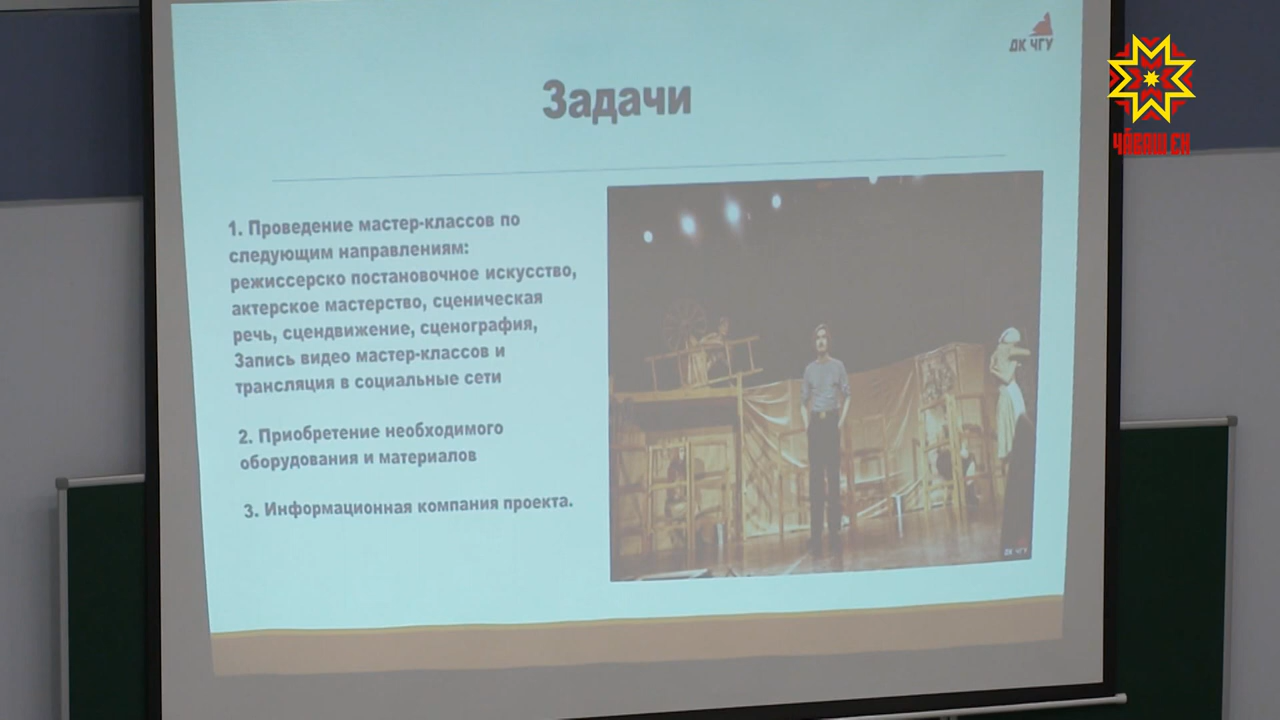 ДК ЧГУ
ЧӐВАШ ЕН
Задачи
1. Проведение мастер-классов по
следующим направлениям:
режиссерско постановочное искусство,
актерское мастерство, сценическая
речь, сцендвижение, сценография,
Запись видео мастер-классов и
трансляция в социальные сети
2. Приобретение необходимого
оборудования и материалов
3. Информационная компания проекта.
ДК ЧГУ